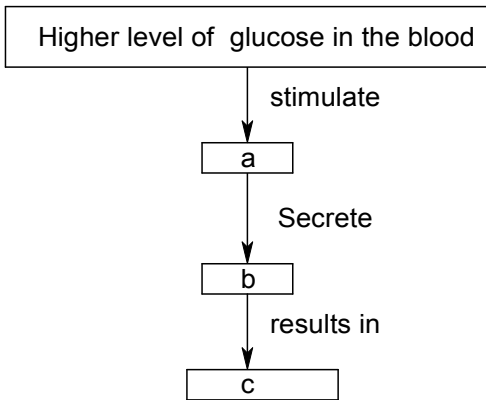 Higher level of glucose in the blood
stimulate
a
Secrete
b
results in
c